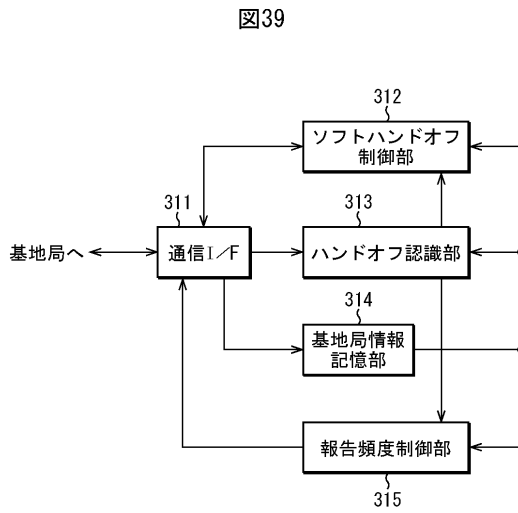 図39
312
ソフトハンドオフ
制御部
311
313
基地局へ
通信I/F
ハンドオフ認識部
314
基地局情報
記憶部
報告頻度制御部
315